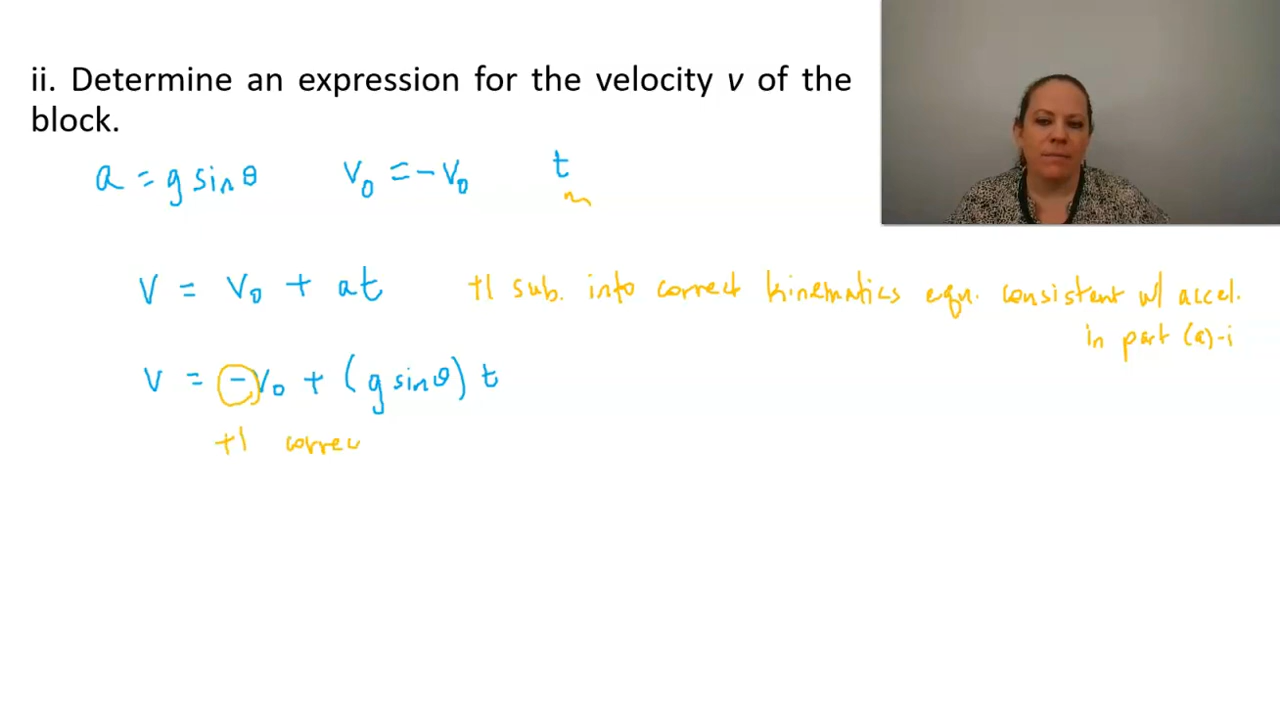 ii. Determine an expression for the velocity v of the
block.
a = g sin θ v₀ = -v₀ t
v = v₀ + at +1 sub. into correct kinematics eqn. consistent w/ accel.
in part (a)-i
v = -v₀ + (g sin θ) t
+1 correc